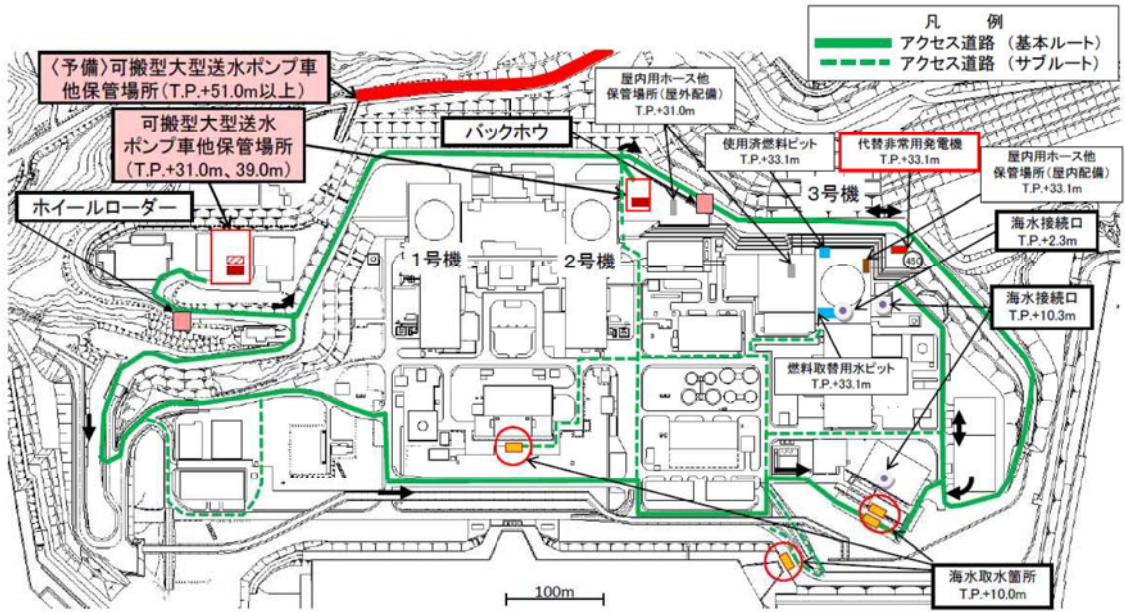 凡　例
アクセス道路（基本ルート）
アクセス道路（サブルート）
〈予備〉可搬型大型送水ポンプ車
他保管場所（T.P.+51.0m以上）
可搬型大型送水
ポンプ車他保管場所
（T.P.+31.0m、39.0m）
ホイールローダー
バックホウ
屋内用ホース他
保管場所（屋外配備）
T.P.+31.0m
使用済燃料ピット
T.P.+33.1m
代替非常用発電機
T.P.+33.1m
屋内用ホース他
保管場所（屋内配備）
T.P.+33.1m
3号機
海水接続口
T.P.+2.3m
450
1号機
2号機
海水接続口
T.P.+10.3m
燃料取替用水ピット
T.P.+33.1m
海水取水箇所
T.P.+10.0m
100m